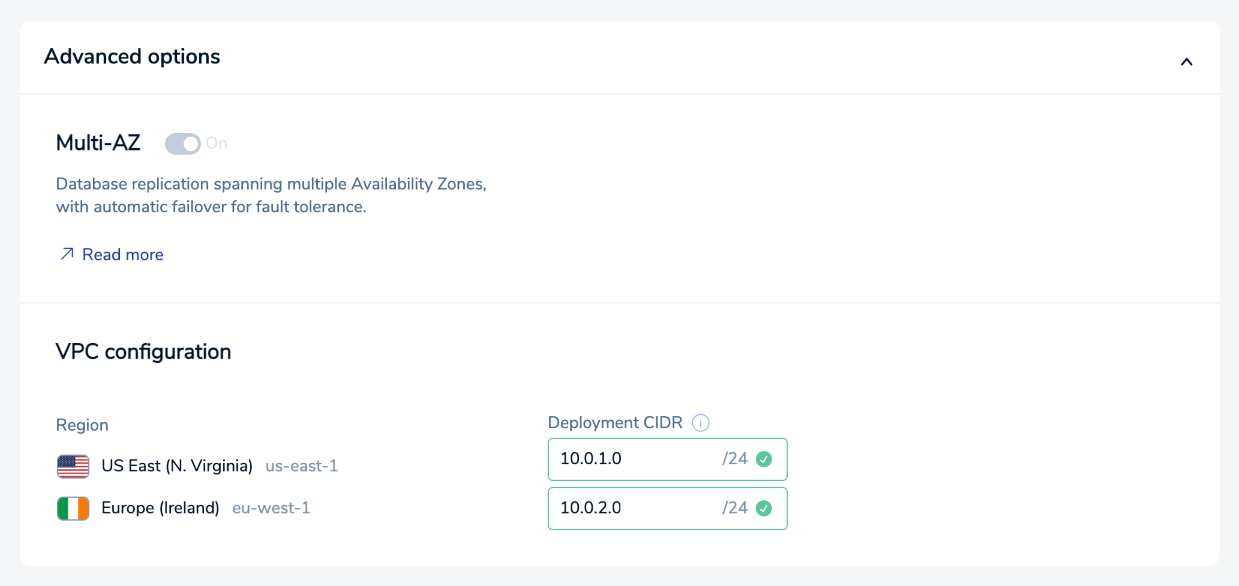 Advanced options
Multi-AZ On
Database replication spanning multiple Availability Zones,
with automatic failover for fault tolerance.
Read more
VPC configuration
Region
Deployment CIDR
US East (N. Virginia) us-east-1
10.0.1.0 /24
Europe (Ireland) eu-west-1
10.0.2.0 /24